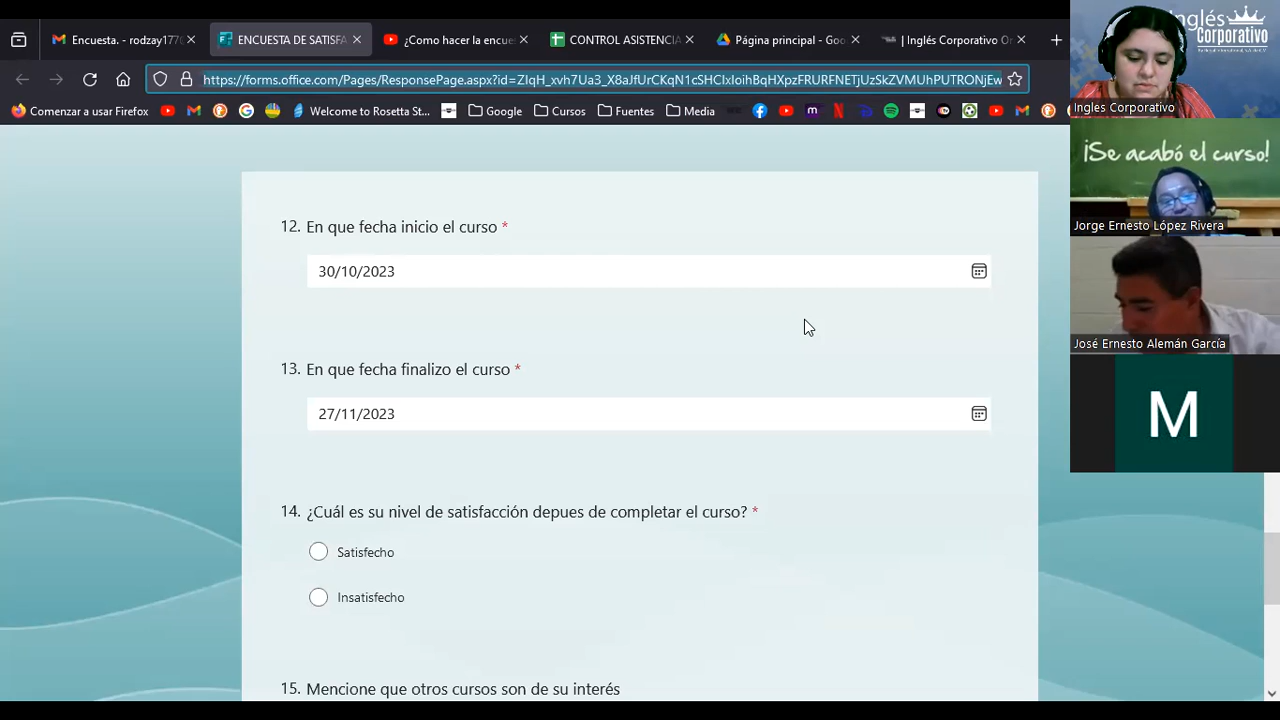 Encuesta. - rodzay177
ENCUESTA DE SATISFA
¿Como hacer la encue
CONTROL ASISTENCIA
Página principal - Goo
| Inglés Corporativo On
https://forms.office.com/Pages/ResponsePage.aspx?id=
Comenzar a usar Firefox
G
Welcome to Rosetta St...
Google
Cursos
Fuentes
Media
m
12. En que fecha inicio el curso *
30/10/2023
13. En que fecha finalizo el curso *
27/11/2023
14. ¿Cuál es su nivel de satisfacción depues de completar el curso? *
Satisfecho
Insatisfecho
15. Mencione que otros cursos son de su interés
Inglés
Corporativo
Ingles Corporativo
¡Se acabó el curso!
Jorge Ernesto López Rivera
José Ernesto Alemán García
M